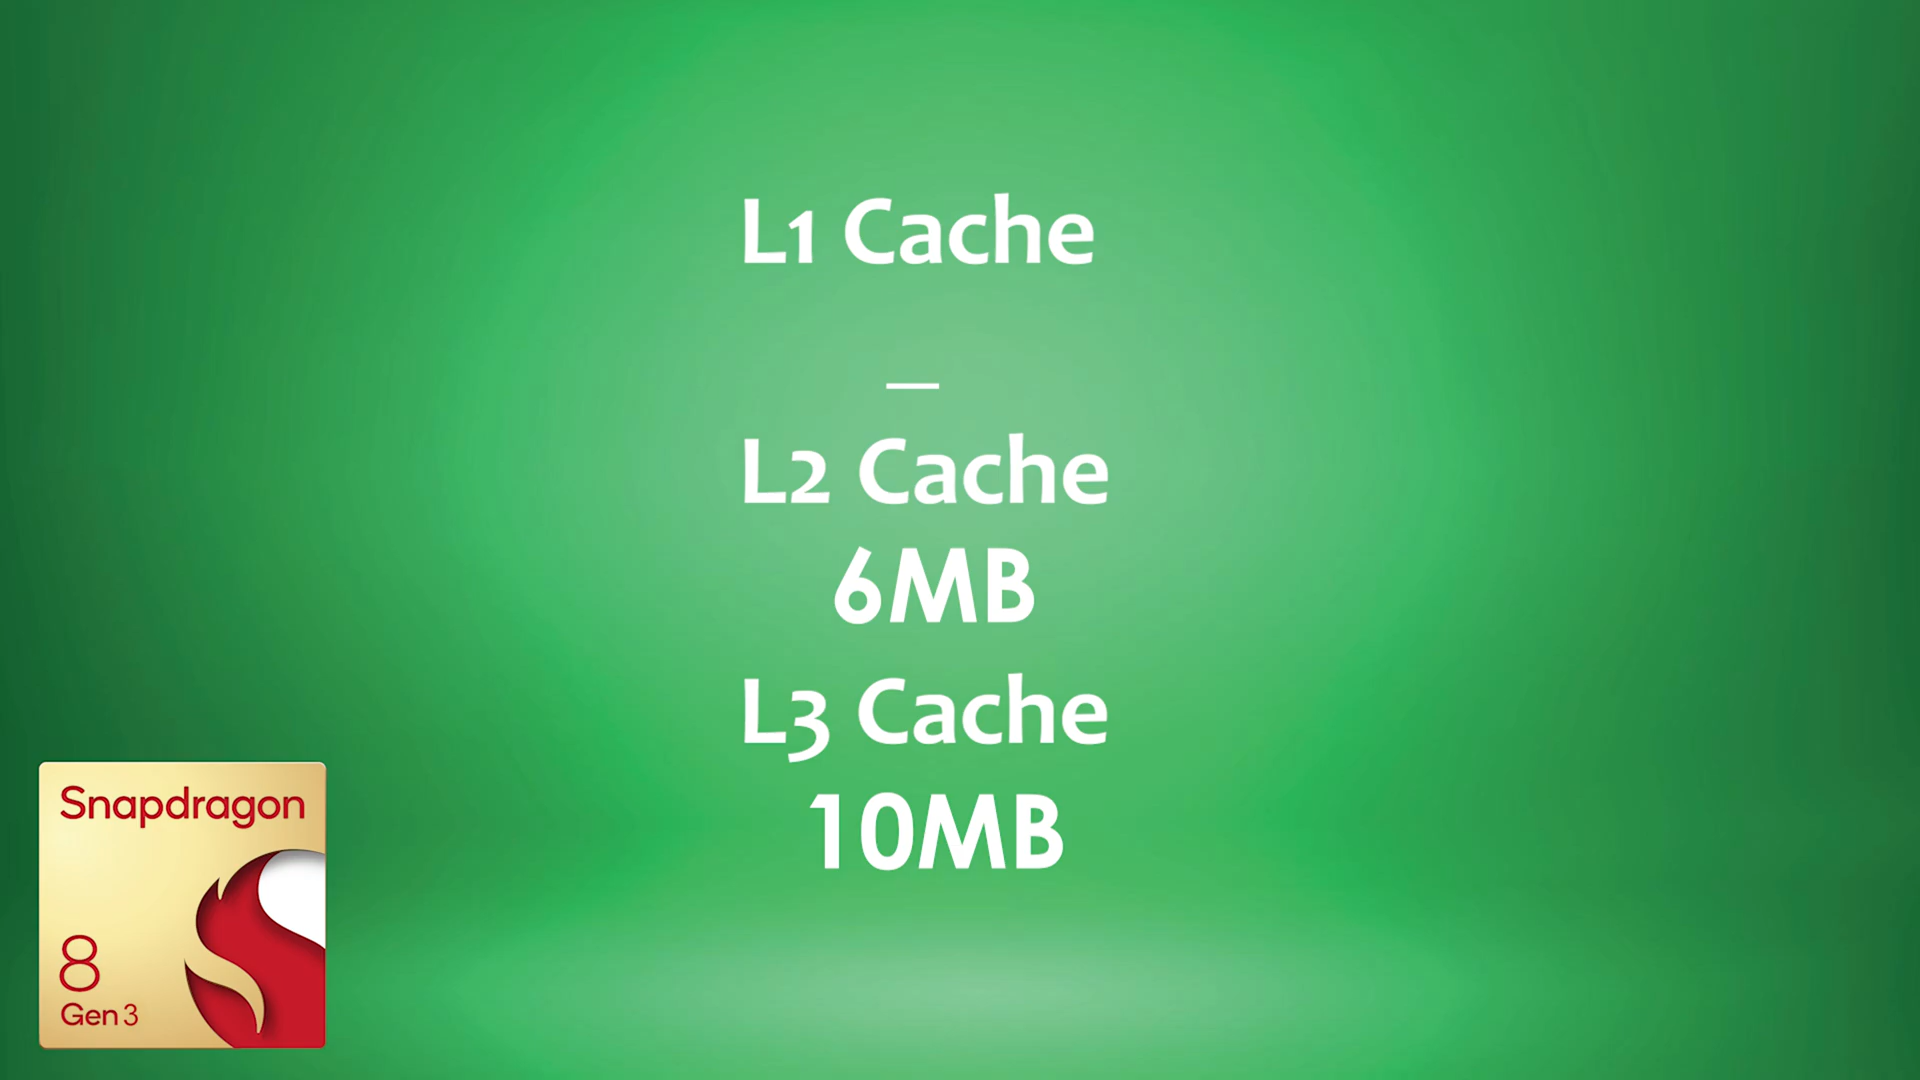 L1 Cache
—
L2 Cache
6MB
L3 Cache
10MB
Snapdragon
8
Gen 3